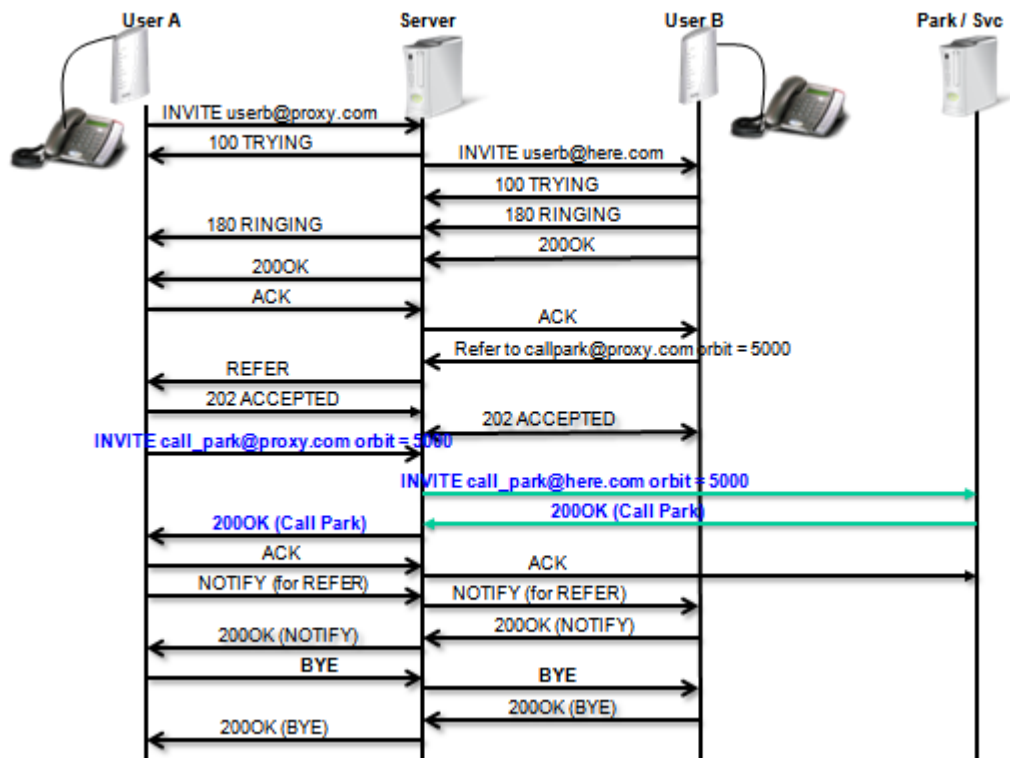 User A
Server
User B
Park / Svc
INVITE userb@proxy.com
100 TRYING
INVITE userb@here.com
100 TRYING
180 RINGING
180 RINGING
200OK
200OK
ACK
ACK
Refer to callpark@proxy.com orbit = 5000
REFER
202 ACCEPTED
202 ACCEPTED
INVITE call_park@proxy.com orbit = 5000
INVITE call_park@here.com orbit = 5000
200OK (Call Park)
200OK (Call Park)
ACK
ACK
NOTIFY (for REFER)
NOTIFY (for REFER)
200OK (NOTIFY)
200OK (NOTIFY)
BYE
BYE
200OK (BYE)
200OK (BYE)